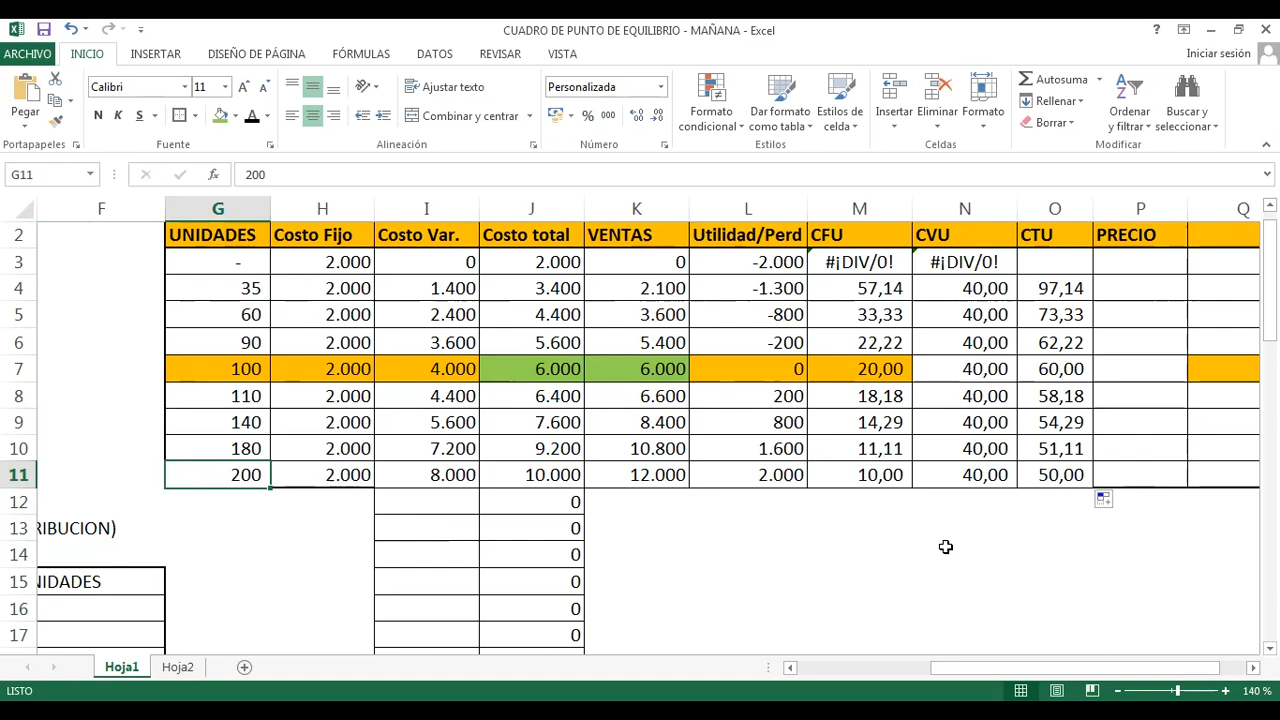 CUADRO DE PUNTO DE EQUILIBRIO - MAÑANA - Excel
ARCHIVO INICIO INSERTAR DISEÑO DE PÁGINA FÓRMULAS DATOS REVISAR VISTA Iniciar sesión
Pegar
Calibri 11
N K S
Ajustar texto
Combinar y centrar
Personalizada
% 000
Formato condicional
Dar formato como tabla
Estilos de celda
Insertar Eliminar Formato
Autosuma
Rellenar
Borrar
Ordenar y filtrar
Buscar y seleccionar
Portapapeles Fuente Alineación Número Estilos Celdas Modificar
G11 fx 200
F G H I J K L M N O P Q
2 UNIDADES Costo Fijo Costo Var. Costo total VENTAS Utilidad/Perd CFU CVU CTU PRECIO
3 - 2.000 0 2.000 0 -2.000 #¡DIV/0! #¡DIV/0!
4 35 2.000 1.400 3.400 2.100 -1.300 57,14 40,00 97,14
5 60 2.000 2.400 4.400 3.600 -800 33,33 40,00 73,33
6 90 2.000 3.600 5.600 5.400 -200 22,22 40,00 62,22
7 100 2.000 4.000 6.000 6.000 0 20,00 40,00 60,00
8 110 2.000 4.400 6.400 6.600 200 18,18 40,00 58,18
9 140 2.000 5.600 7.600 8.400 800 14,29 40,00 54,29
10 180 2.000 7.200 9.200 10.800 1.600 11,11 40,00 51,11
11 200 2.000 8.000 10.000 12.000 2.000 10,00 40,00 50,00
12 0
13 RIBUCION) 0
14 0
15 NIDADES 0
16 0
17 0
Hoja1 Hoja2
LISTO 140 %